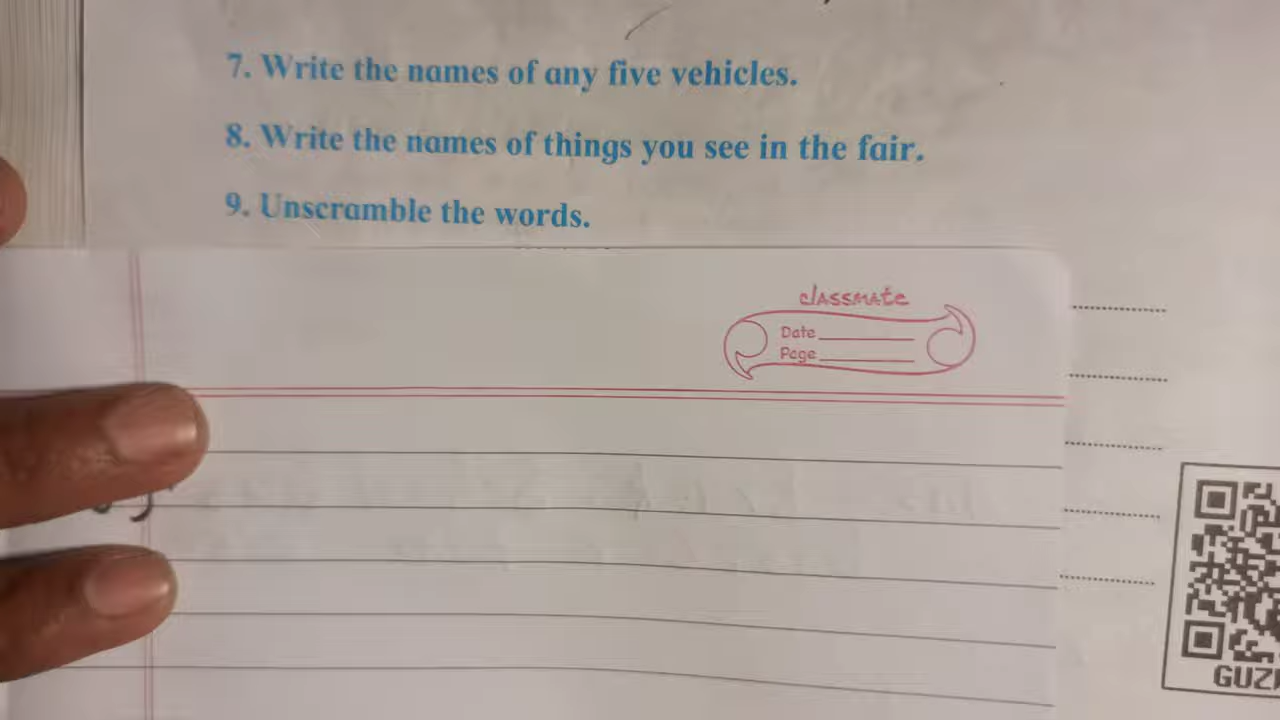 7. Write the names of any five vehicles.
8. Write the names of things you see in the fair.
9. Unscramble the words.
classmate
Date
Page